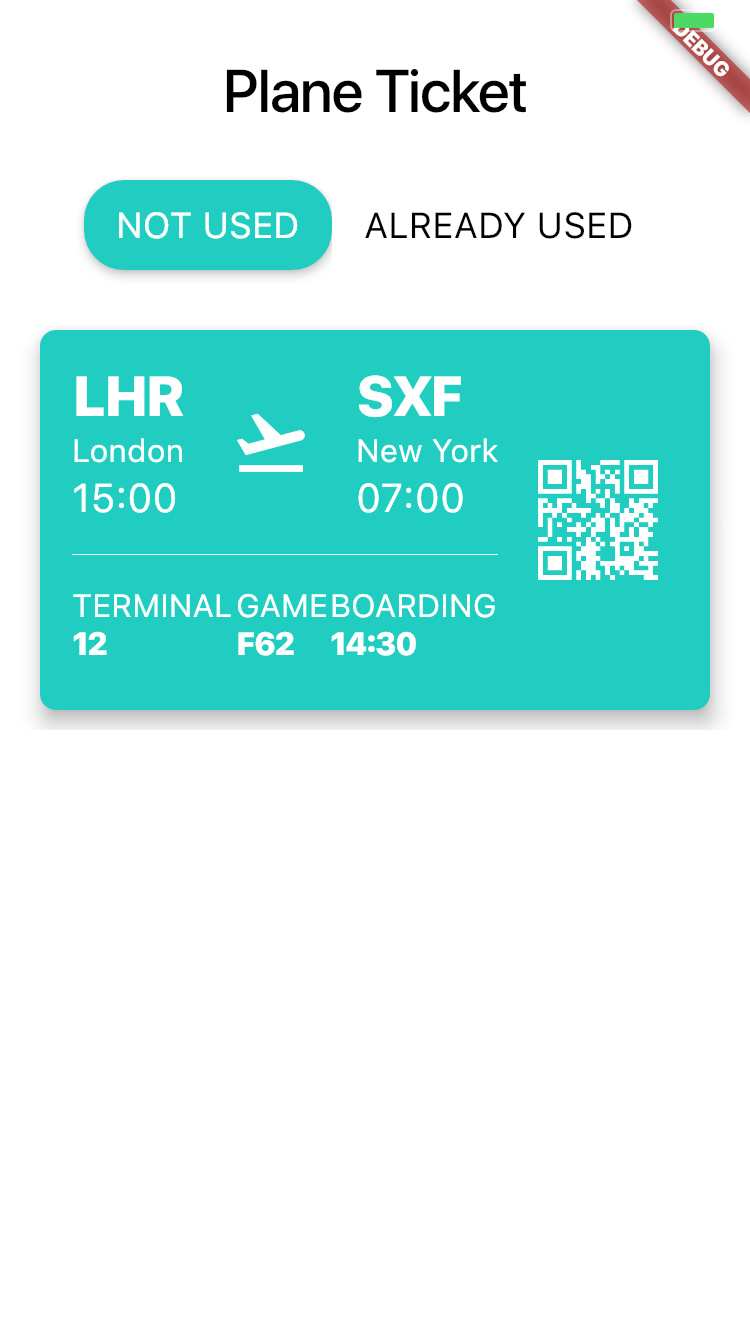 DEBUG
Plane Ticket
NOT USED ALREADY USED
LHR SXF
London New York
15:00 07:00
TERMINAL GAME BOARDING
12 F62 14:30